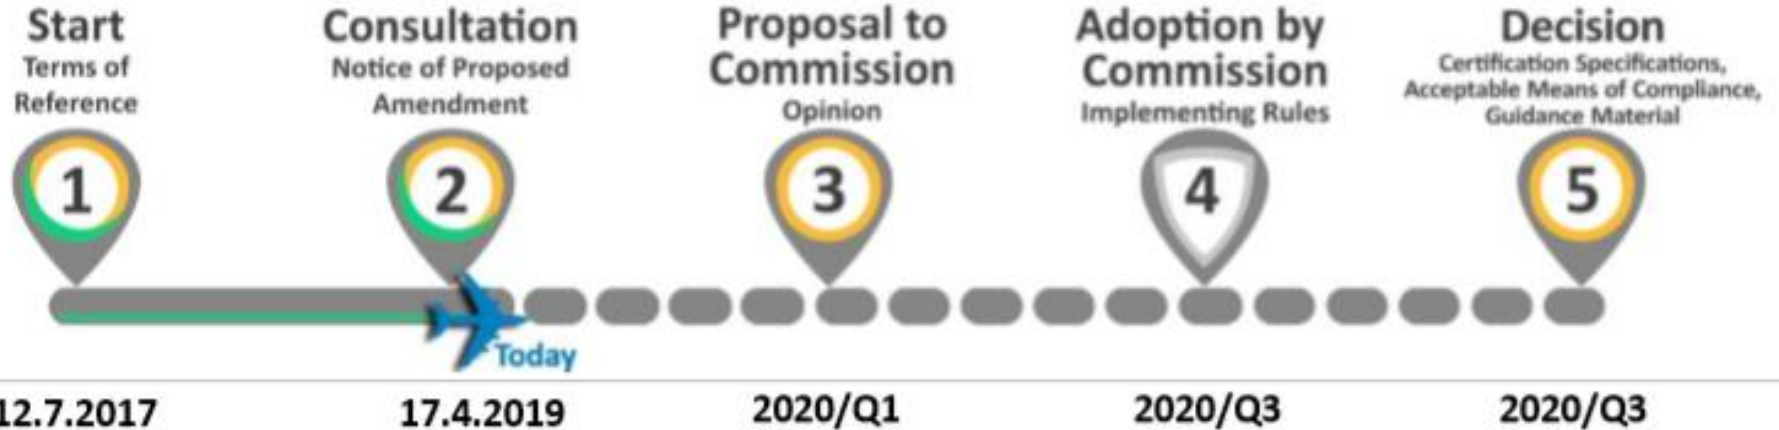 Start
Terms of
Reference
Consultation
Notice of Proposed
Amendment
Proposal to
Commission
Opinion
Adoption by
Commission
Implementing Rules
Decision
Certification Specifications,
Acceptable Means of Compliance,
Guidance Material
1
2
3
4
5
Today
12.7.2017
17.4.2019
2020/Q1
2020/Q3
2020/Q3